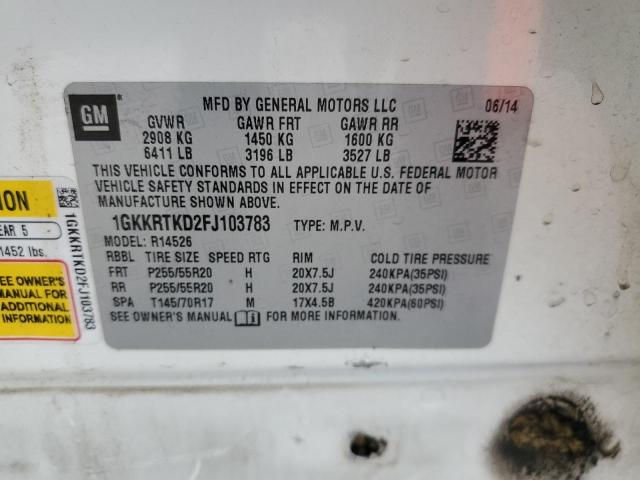 GM
MFD BY GENERAL MOTORS LLC 06/14
GVWR GAWR FRT GAWR RR
2908 KG 1450 KG 1600 KG
6411 LB 3196 LB 3527 LB
THIS VEHICLE CONFORMS TO ALL APPLICABLE U.S. FEDERAL MOTOR
VEHICLE SAFETY STANDARDS IN EFFECT ON THE DATE OF
MANUFACTURE SHOWN ABOVE.
1GKKRTKD2FJ103783 TYPE: M.P.V.
MODEL: R14526
RBBL TIRE SIZE SPEED RTG RIM COLD TIRE PRESSURE
FRT P255/55R20 H 20X7.5J 240KPA(35PSI)
RR P255/55R20 H 20X7.5J 240KPA(35PSI)
SPA T145/70R17 M 17X4.5B 420KPA(60PSI)
SEE OWNER'S MANUAL FOR MORE INFORMATION
ION
EAR 5
1452 lbs.
SEE OWNER'S
MANUAL FOR
ADDITIONAL
INFORMATION
1GKKRTKD2FJ103783